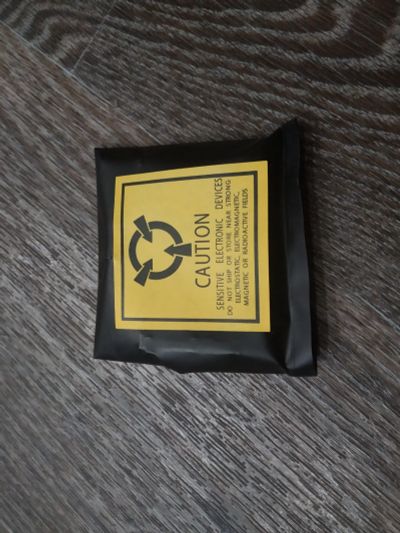 CAUTION
SENSITIVE ELECTRONIC DEVICES
DO NOT SHIP OR STORE NEAR STRONG
ELECTROSTATIC, ELECTROMAGNETIC,
MAGNETIC OR RADIOACTIVE FIELDS